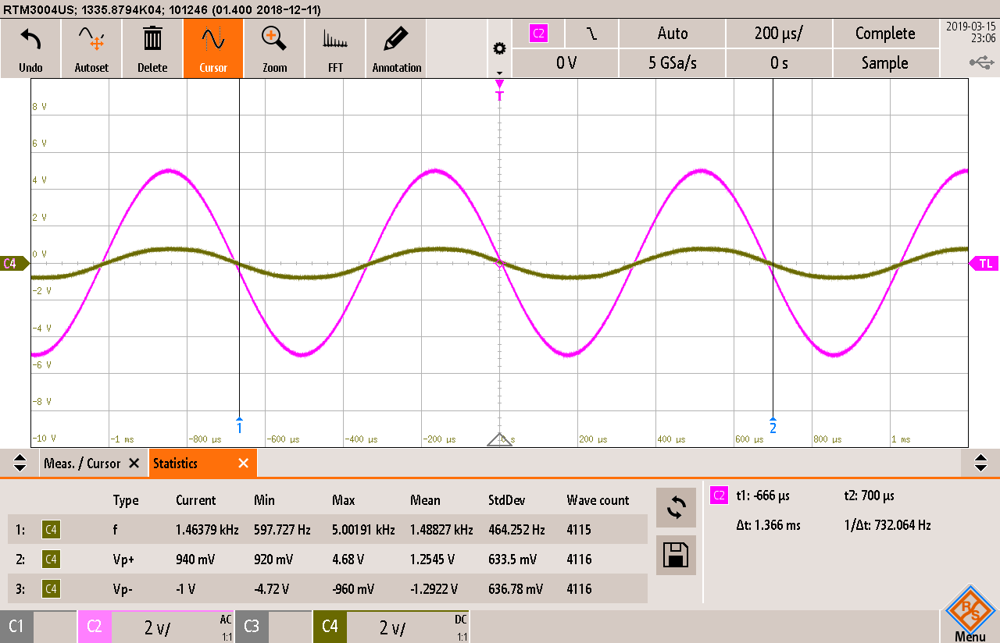 RTM3004US; 1335.8794K04; 101246 (01.400 2018-12-11)
Undo Autoset Delete Cursor Zoom FFT Annotation
C2 Auto 200 µs/ Complete
0 V 5 GSa/s 0 s Sample
2019-03-15
23:06
T
8 V
6 V
4 V
2 V
0 V
C4
TL
-2 V
-4 V
-6 V
-8 V
1 2
-10 V -1 ms -800 µs -600 µs -400 µs -200 µs 0 s 200 µs 400 µs 600 µs 800 µs 1 ms
Meas. / Cursor Statistics
Type Current Min Max Mean StdDev Wave count
1: C4 f 1.46379 kHz 597.727 Hz 5.00191 kHz 1.48827 kHz 464.252 Hz 4115
2: C4 Vp+ 940 mV 920 mV 4.68 V 1.2545 V 633.5 mV 4116
3: C4 Vp- -1 V -4.72 V -960 mV -1.2922 V 636.78 mV 4116
C2 t1: -666 µs t2: 700 µs
Δt: 1.366 ms 1/Δt: 732.064 Hz
C1 C2 2 V/ AC 1:1 C3 C4 2 V/ DC 1:1
R S
Menu